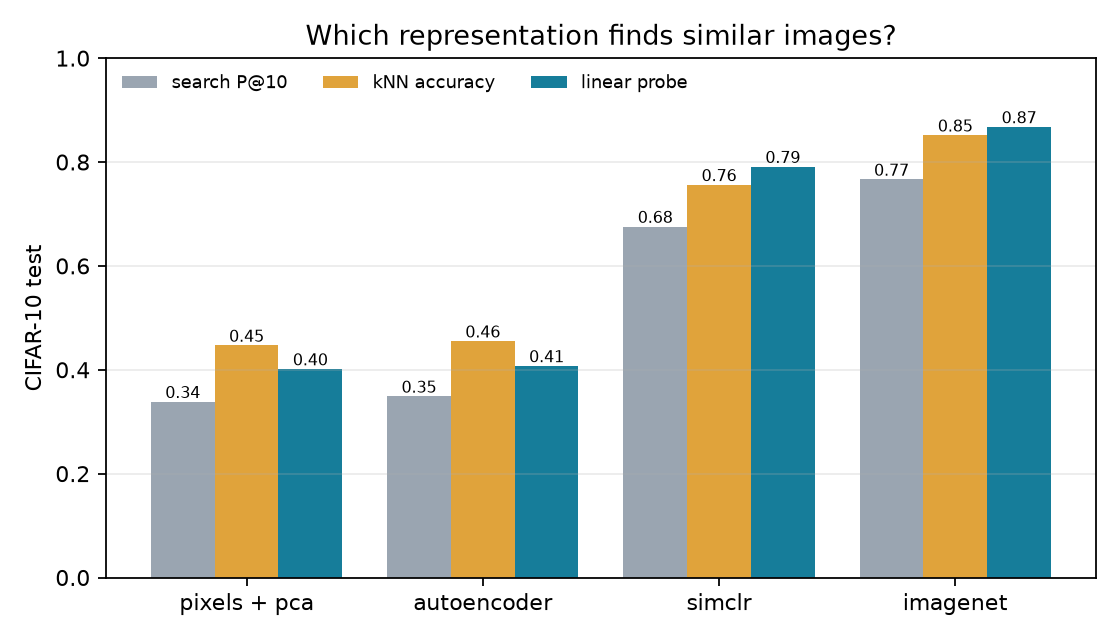 Which representation finds similar images?
search P@10 kNN accuracy linear probe
CIFAR-10 test
1.0
0.8
0.6
0.4
0.2
0.0
0.34 0.45 0.40
0.35 0.46 0.41
0.68 0.76 0.79
0.77 0.85 0.87
pixels + pca autoencoder simclr imagenet